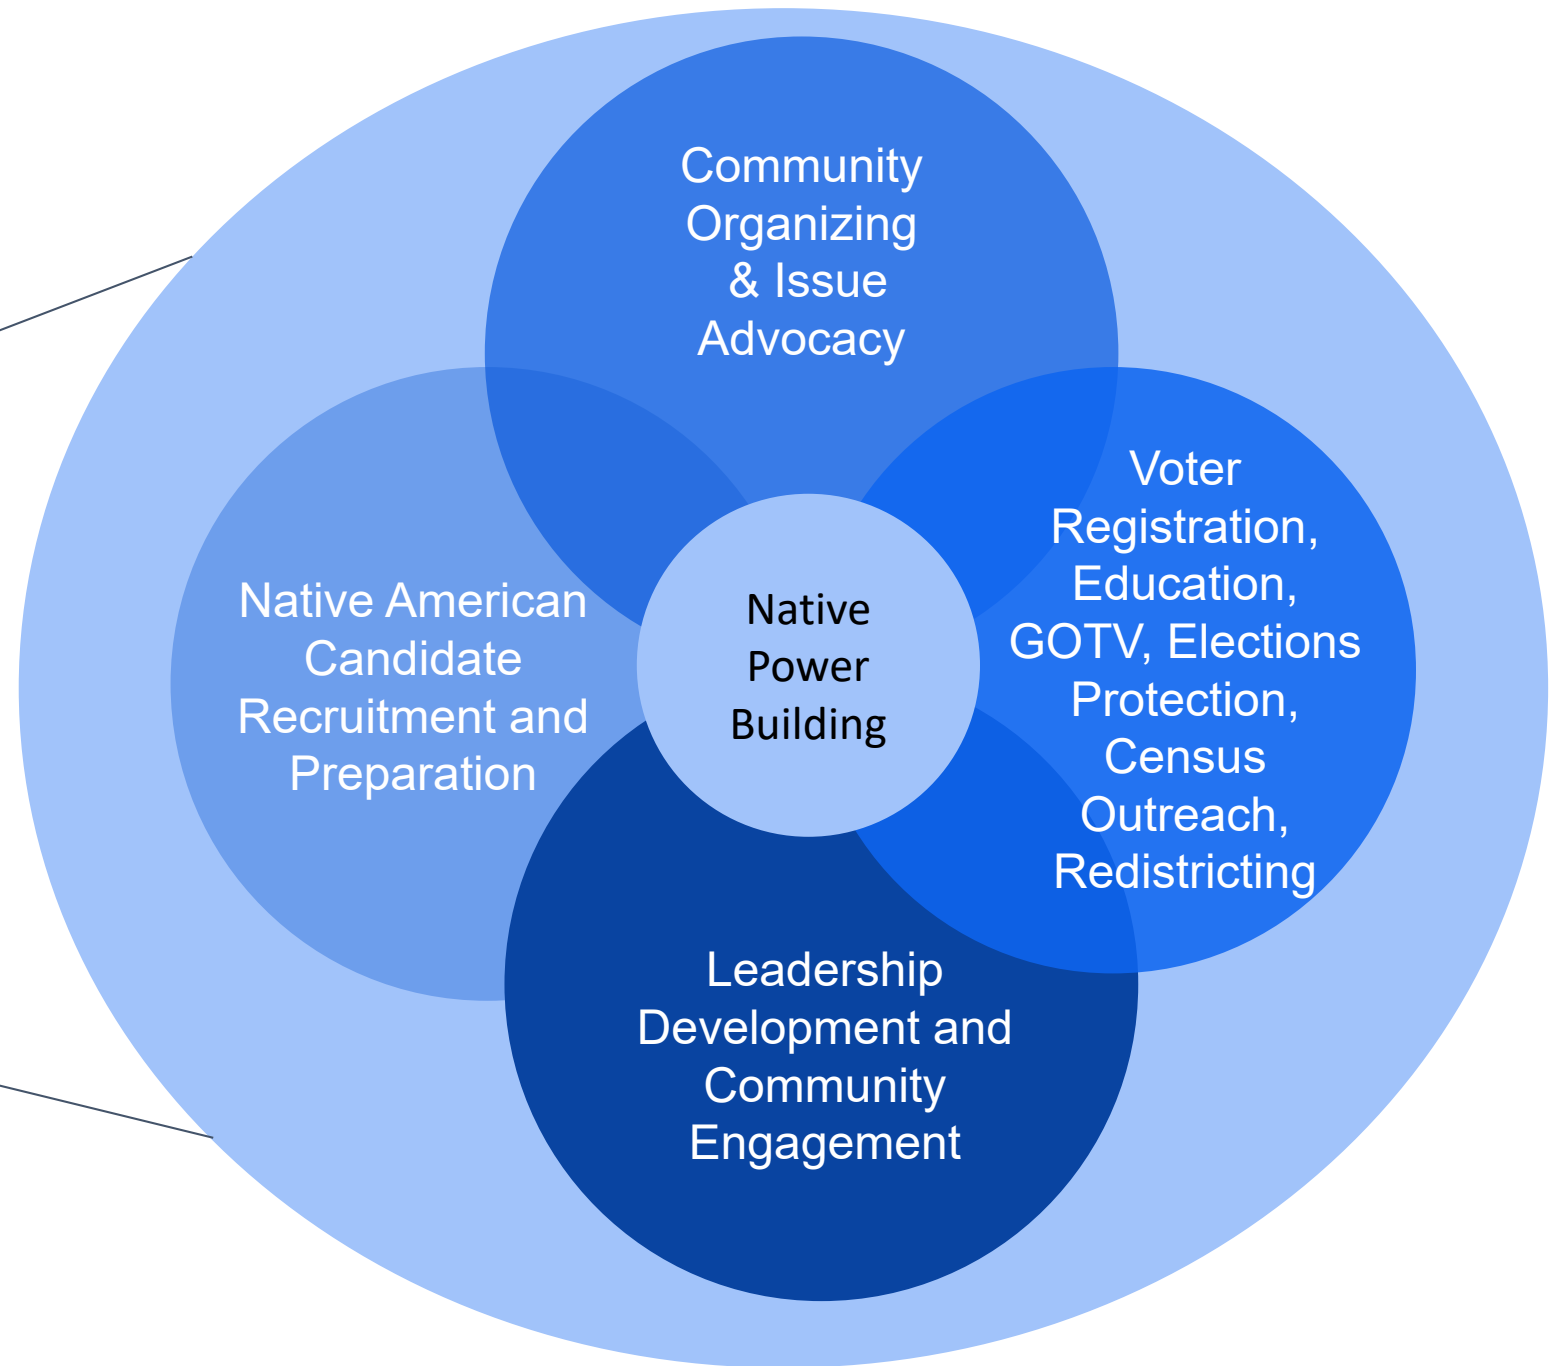 Community
Organizing
& Issue
Advocacy
Native American
Candidate
Recruitment and
Preparation
Native
Power
Building
Voter
Registration,
Education,
GOTV, Elections
Protection,
Census
Outreach,
Redistricting
Leadership
Development and
Community
Engagement